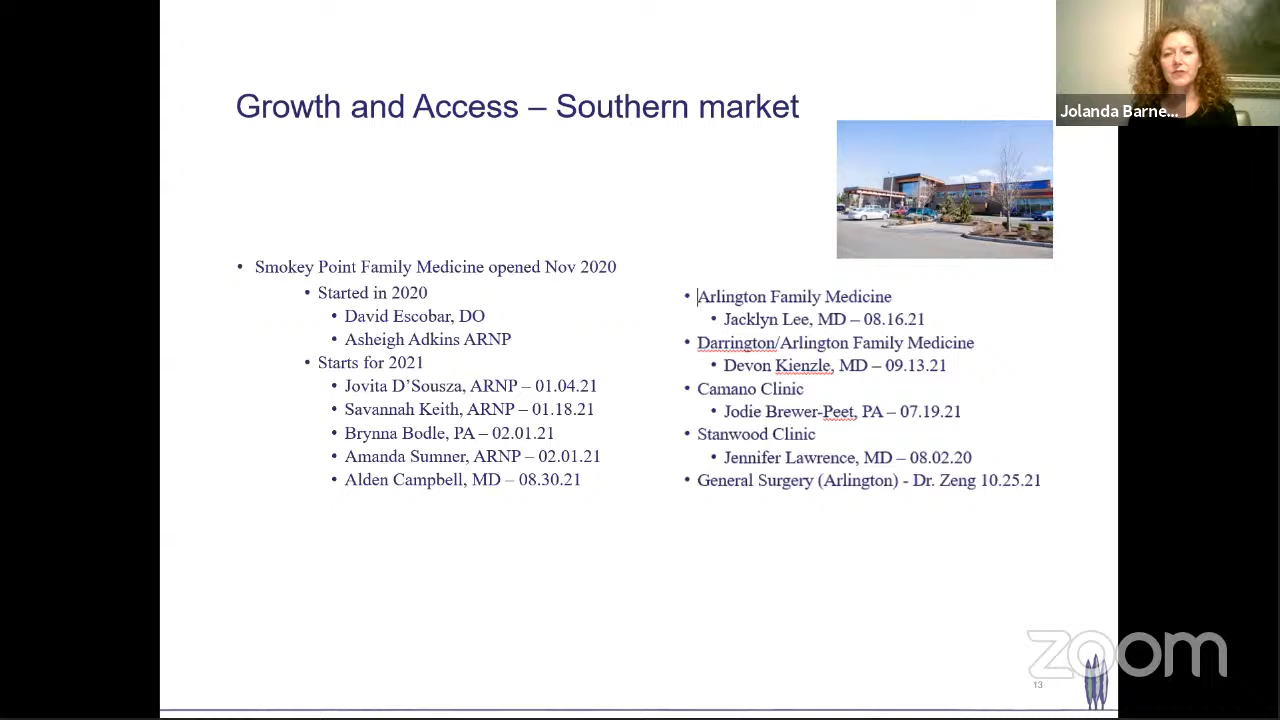 Growth and Access – Southern market
Jolanda Barne...
• Smokey Point Family Medicine opened Nov 2020
• Started in 2020
• David Escobar, DO
• Asheigh Adkins ARNP
• Starts for 2021
• Jovita D’Sousza, ARNP – 01.04.21
• Savannah Keith, ARNP – 01.18.21
• Brynna Bodle, PA – 02.01.21
• Amanda Sumner, ARNP – 02.01.21
• Alden Campbell, MD – 08.30.21
• Arlington Family Medicine
• Jacklyn Lee, MD – 08.16.21
• Darrington/Arlington Family Medicine
• Devon Kienzle, MD – 09.13.21
• Camano Clinic
• Jodie Brewer-Peet, PA – 07.19.21
• Stanwood Clinic
• Jennifer Lawrence, MD – 08.02.20
• General Surgery (Arlington) - Dr. Zeng 10.25.21
zoom
13